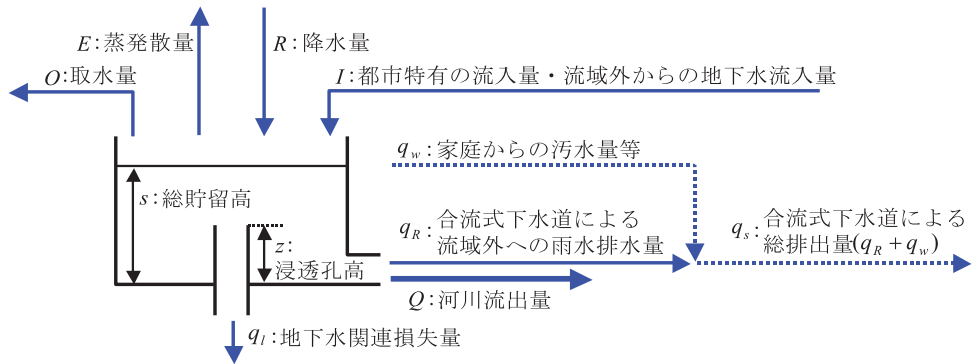 E:蒸発散量
R:降水量
O:取水量
I:都市特有の流入量・流域外からの地下水流入量
q_w:家庭からの汚水量等
s:総貯留高
q_R:合流式下水道による
流域外への雨水排水量
q_s:合流式下水道による
総排出量(q_R + q_w)
z:
浸透孔高
Q:河川流出量
q_l:地下水関連損失量